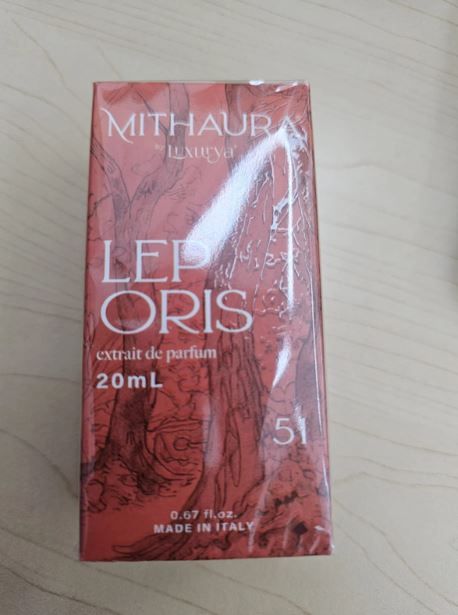 MITHAURA
by Luxurya®
LEP
ORIS
extrait de parfum
20mL
51
0.67 fl.oz.
MADE IN ITALY